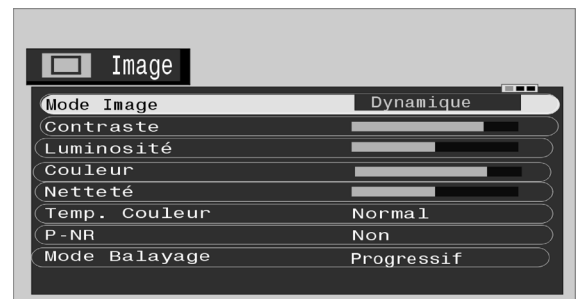 Image
Mode Image Dynamique
Contraste
Luminosité
Couleur
Netteté
Temp. Couleur Normal
P-NR Non
Mode Balayage Progressif